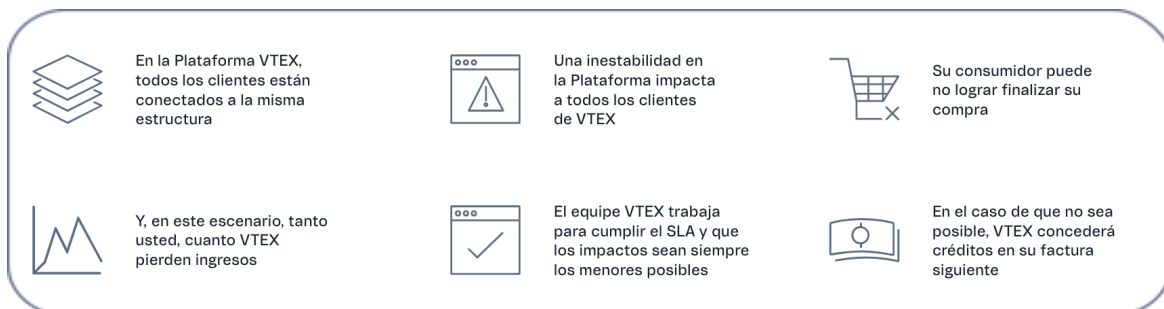 En la Plataforma VTEX,
todos los clientes están
conectados a la misma
estructura
Una inestabilidad en
la Plataforma impacta
a todos los clientes
de VTEX
Su consumidor puede
no lograr finalizar su
compra
Y, en este escenario, tanto
usted, cuanto VTEX
pierden ingresos
El equipe VTEX trabaja
para cumplir el SLA y que
los impactos sean siempre
los menores posibles
En el caso de que no sea
posible, VTEX concederá
créditos en su factura
siguiente